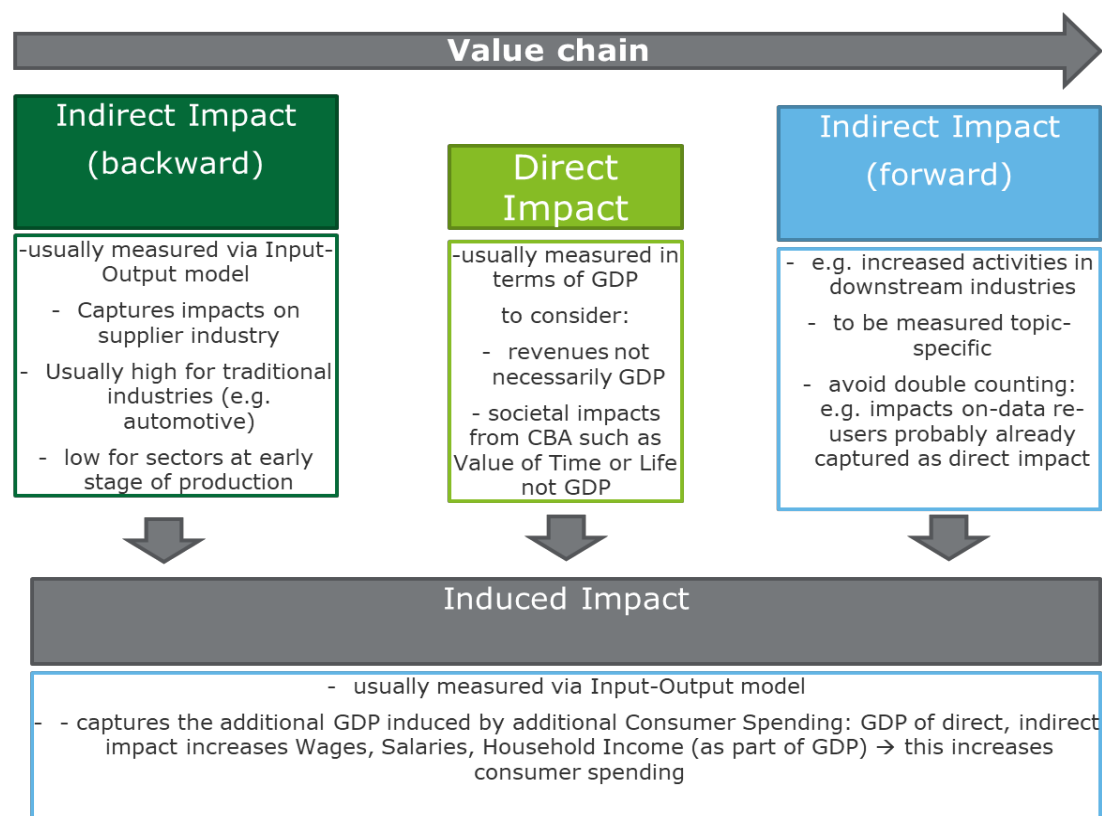 Value chain
Indirect Impact
(backward)
-usually measured via Input-
Output model
- Captures impacts on
supplier industry
- Usually high for traditional
industries (e.g.
automotive)
- low for sectors at early
stage of production
Direct
Impact
-usually measured in
terms of GDP
to consider:
- revenues not
necessarily GDP
- societal impacts
from CBA such as
Value of Time or Life
not GDP
Indirect Impact
(forward)
- e.g. increased activities in
downstream industries
- to be measured topic-
specific
- avoid double counting:
e.g. impacts on-data re-
users probably already
captured as direct impact
Induced Impact
- usually measured via Input-Output model
- - captures the additional GDP induced by additional Consumer Spending: GDP of direct, indirect
impact increases Wages, Salaries, Household Income (as part of GDP) → this increases
consumer spending